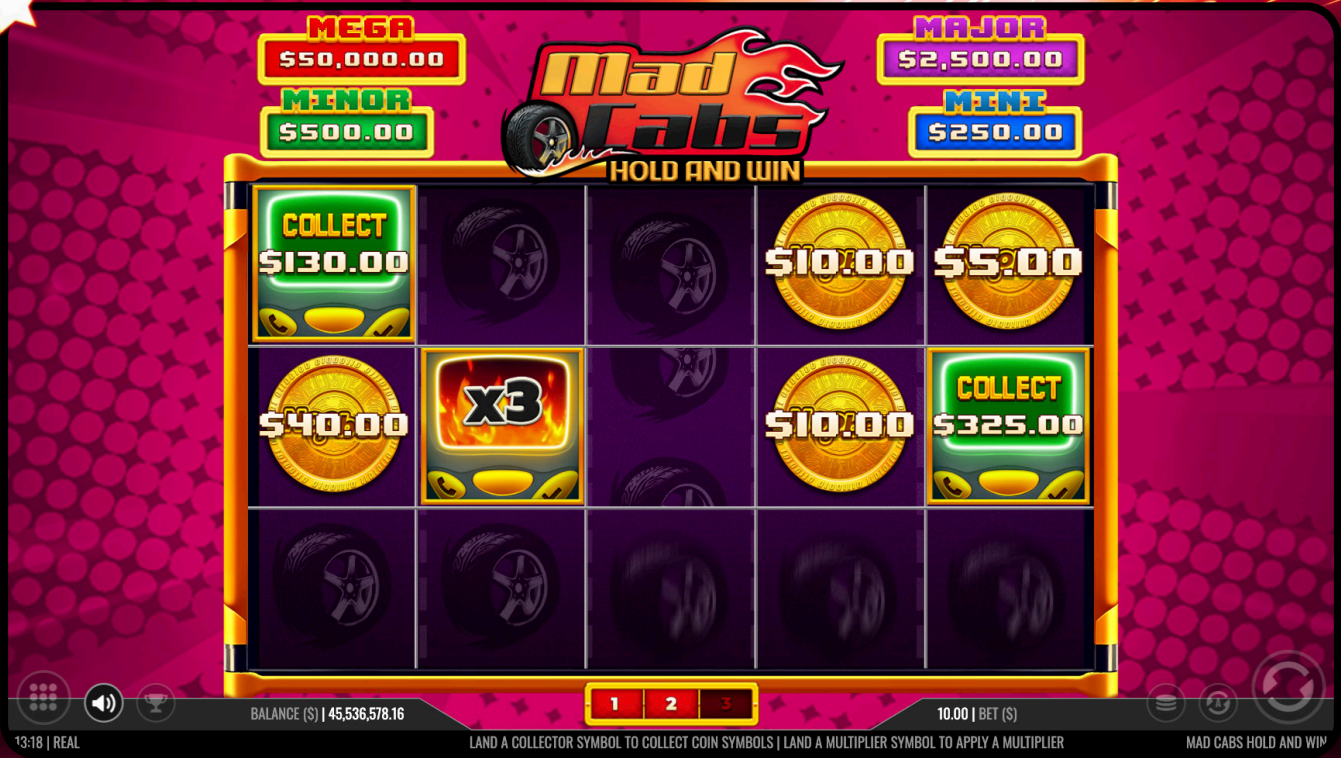 MEGA
$50,000.00
MINOR
$500.00
Mad
Cabs
HOLD AND WIN
MAJOR
$2,500.00
MINI
$250.00
COLLECT
$130.00
$10.00
$5.00
$40.00
x3
$10.00
COLLECT
$325.00
1 2 3
BALANCE ($) | 45,536,578.16
10.00 | BET ($)
13:18 | REAL
LAND A COLLECTOR SYMBOL TO COLLECT COIN SYMBOLS | LAND A MULTIPLIER SYMBOL TO APPLY A MULTIPLIER
MAD CABS HOLD AND WIN